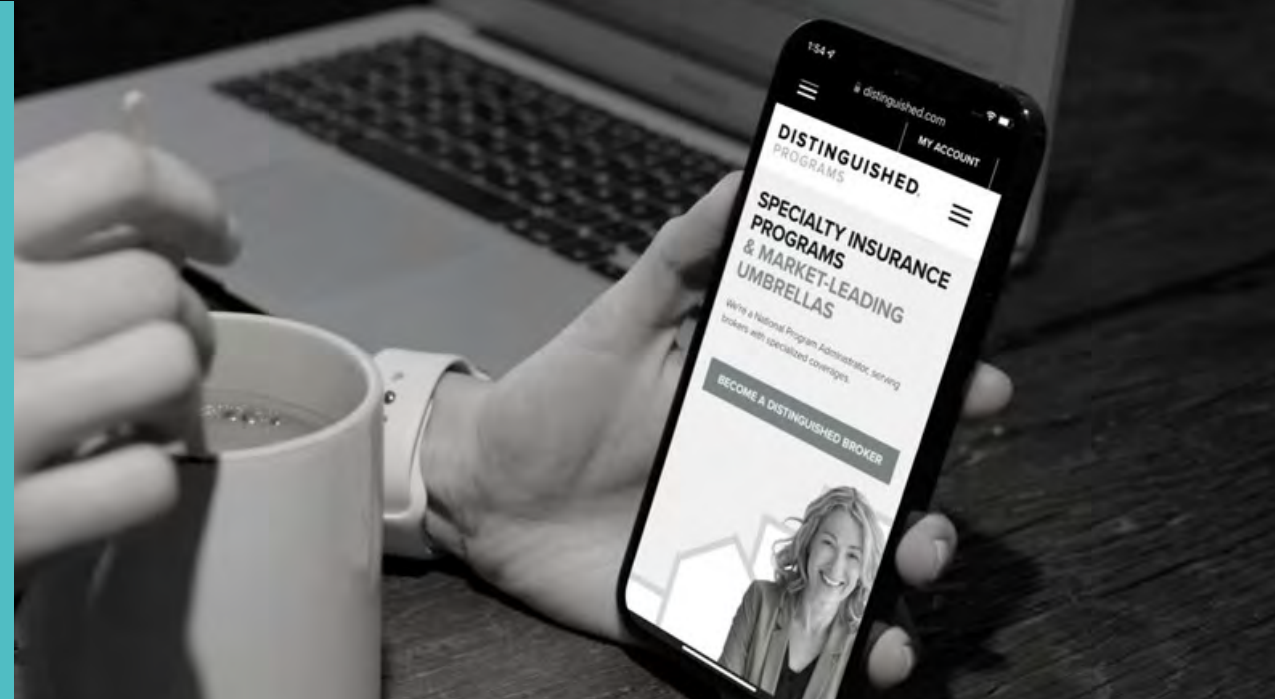 1:54
distinguished.com
MY ACCOUNT
DISTINGUISHED.
PROGRAMS
SPECIALTY INSURANCE
PROGRAMS
& MARKET-LEADING
UMBRELLAS
We're a National Program Administrator, serving
brokers with specialized coverages.
BECOME A DISTINGUISHED BROKER